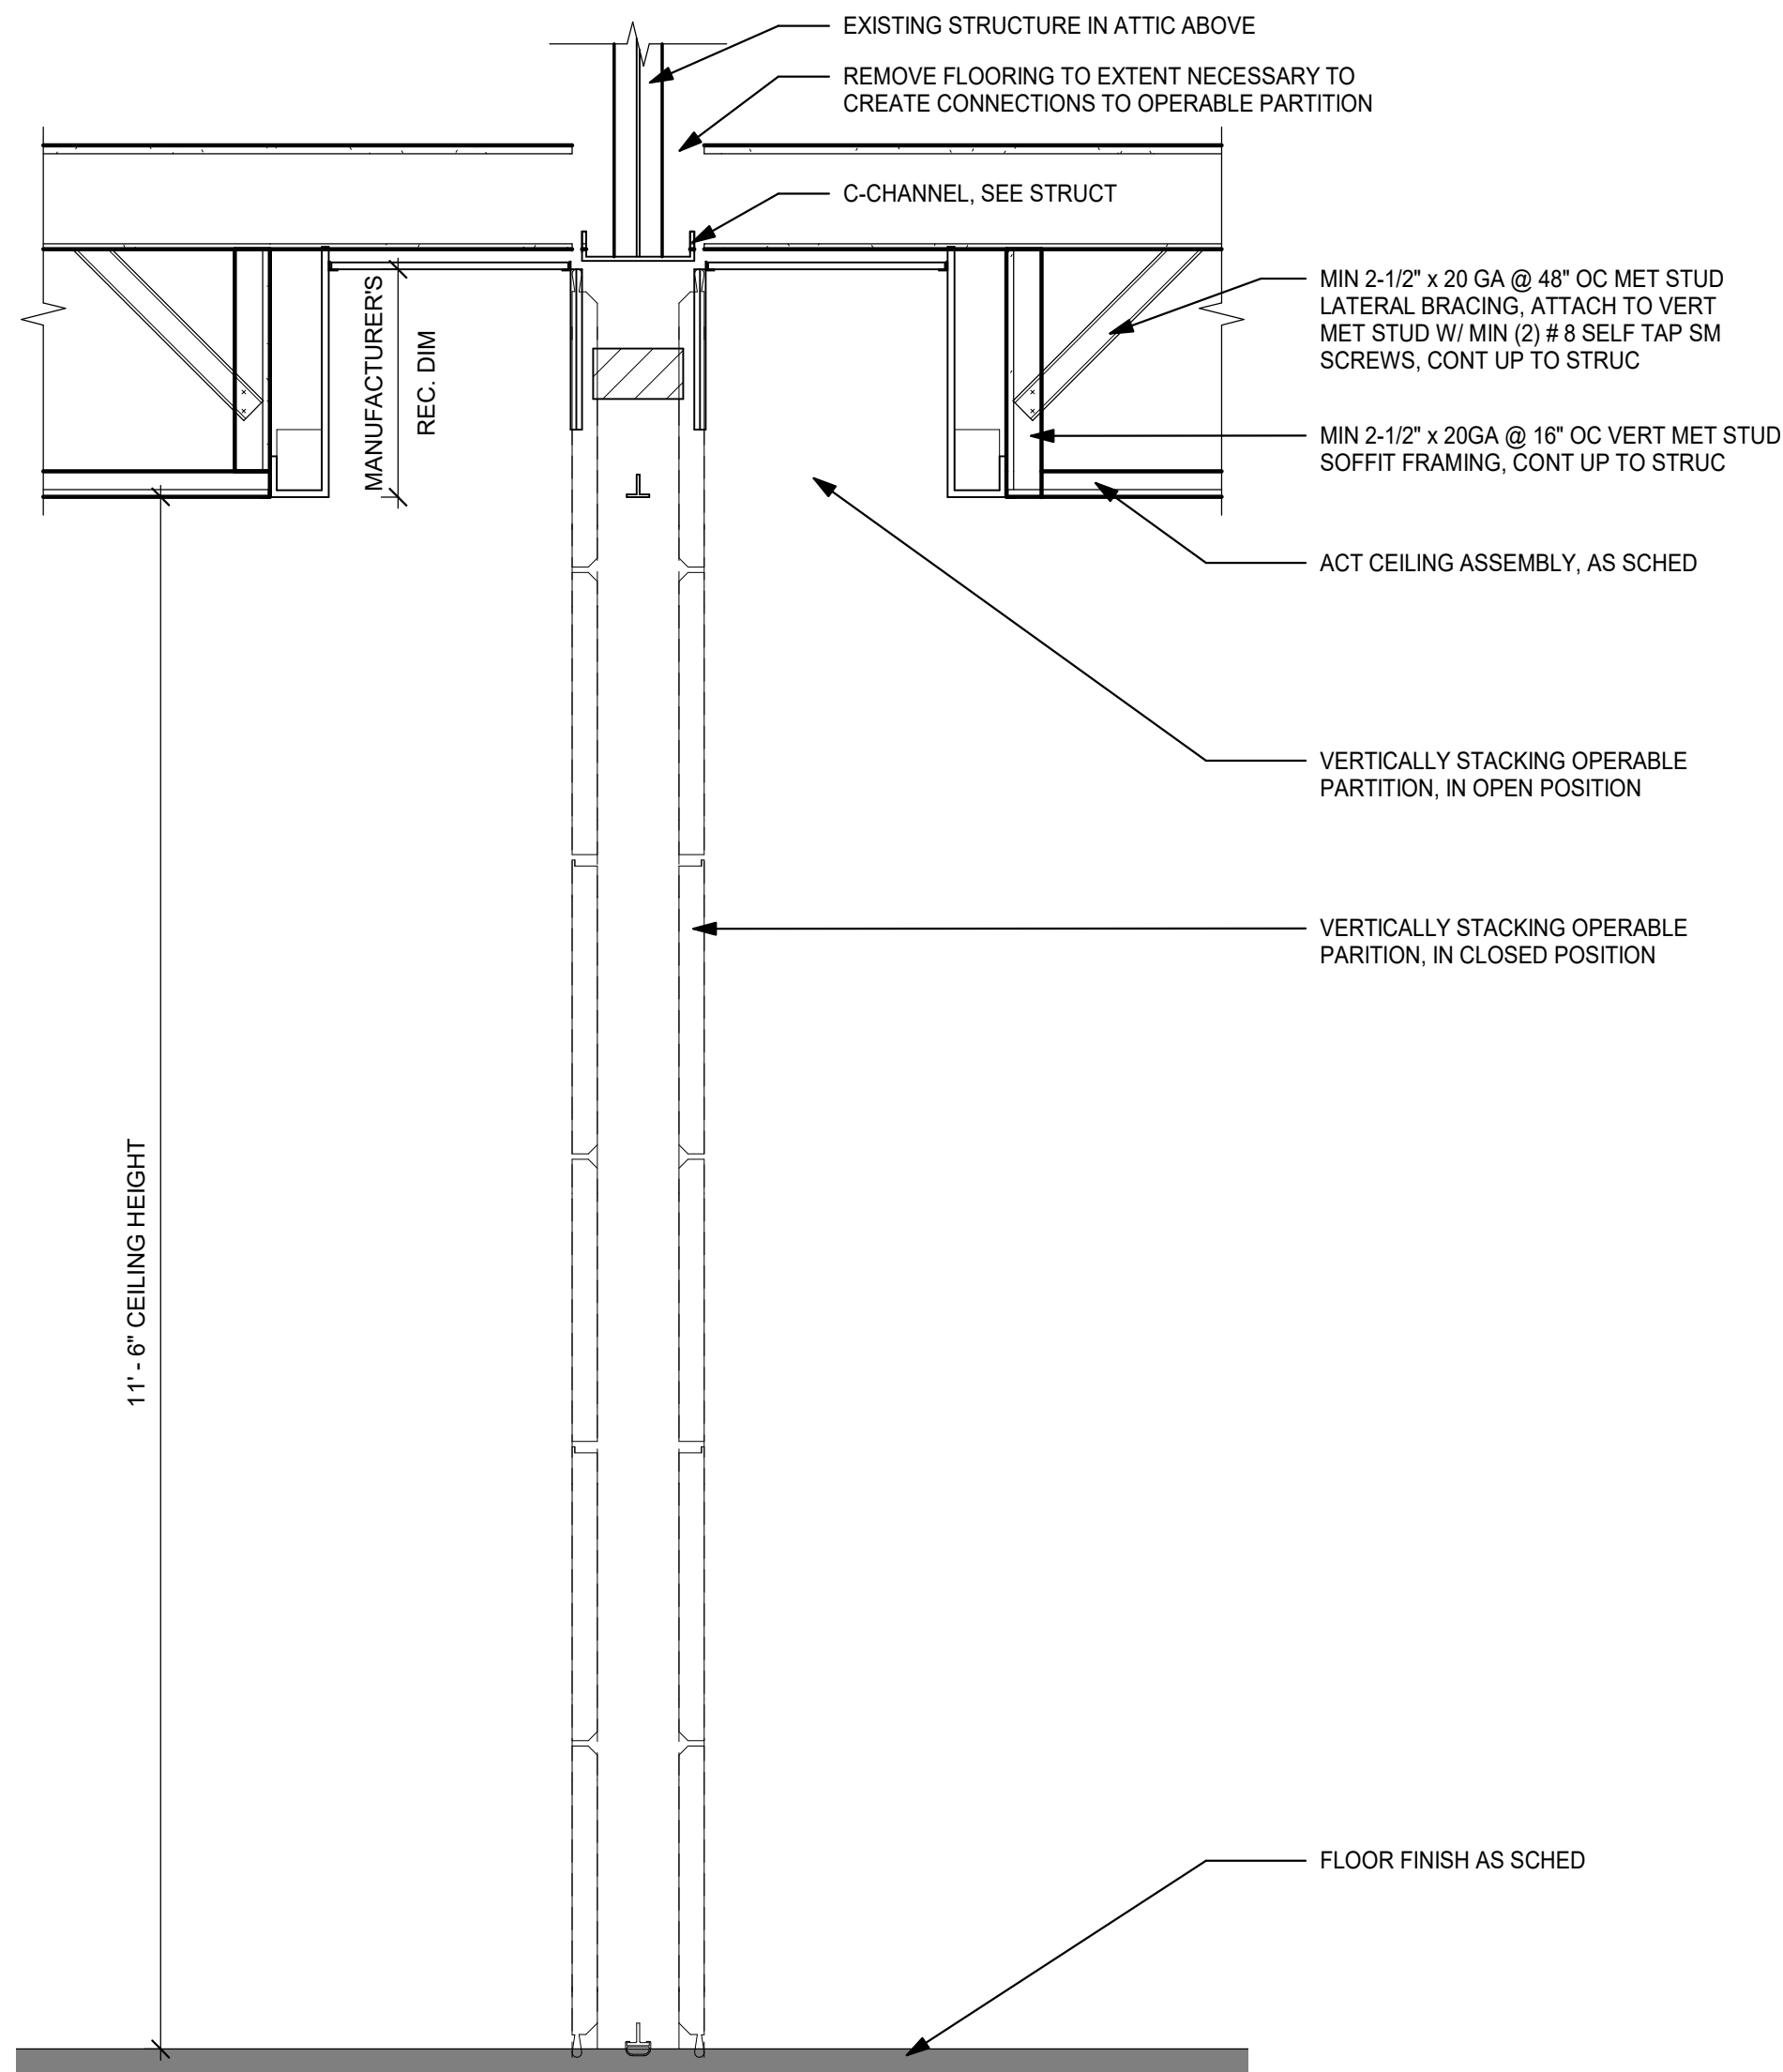 EXISTING STRUCTURE IN ATTIC ABOVE
REMOVE FLOORING TO EXTENT NECESSARY TO
CREATE CONNECTIONS TO OPERABLE PARTITION
C-CHANNEL, SEE STRUCT
MANUFACTURER'S
REC. DIM
MIN 2-1/2" x 20 GA @ 48" OC MET STUD
LATERAL BRACING, ATTACH TO VERT
MET STUD W/ MIN (2) # 8 SELF TAP SM
SCREWS, CONT UP TO STRUC
MIN 2-1/2" x 20GA @ 16" OC VERT MET STUD
SOFFIT FRAMING, CONT UP TO STRUC
ACT CEILING ASSEMBLY, AS SCHED
VERTICALLY STACKING OPERABLE
PARTITION, IN OPEN POSITION
VERTICALLY STACKING OPERABLE
PARITION, IN CLOSED POSITION
11' - 6" CEILING HEIGHT
FLOOR FINISH AS SCHED